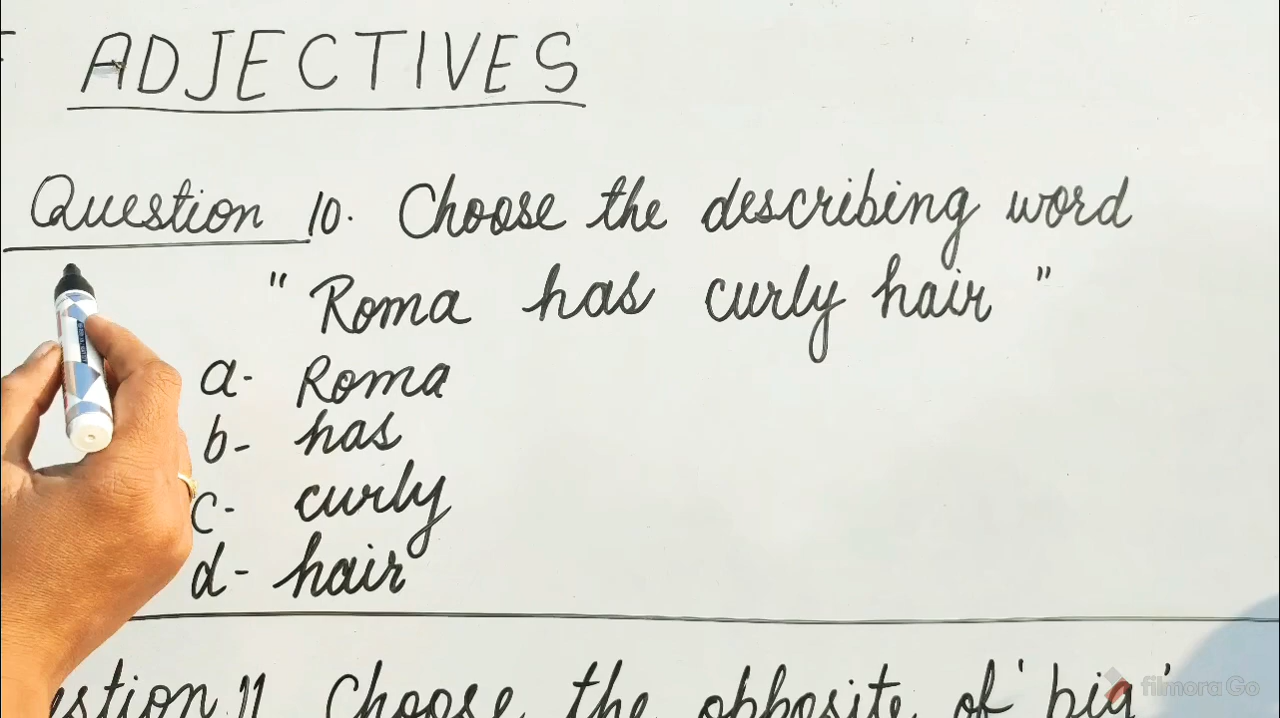 ADJECTIVES
Question 10. Choose the describing word
" Roma has curly hair "
a- Roma
b- has
c- curly
d- hair
11 Choose the opposite of 'big'
filmora Go